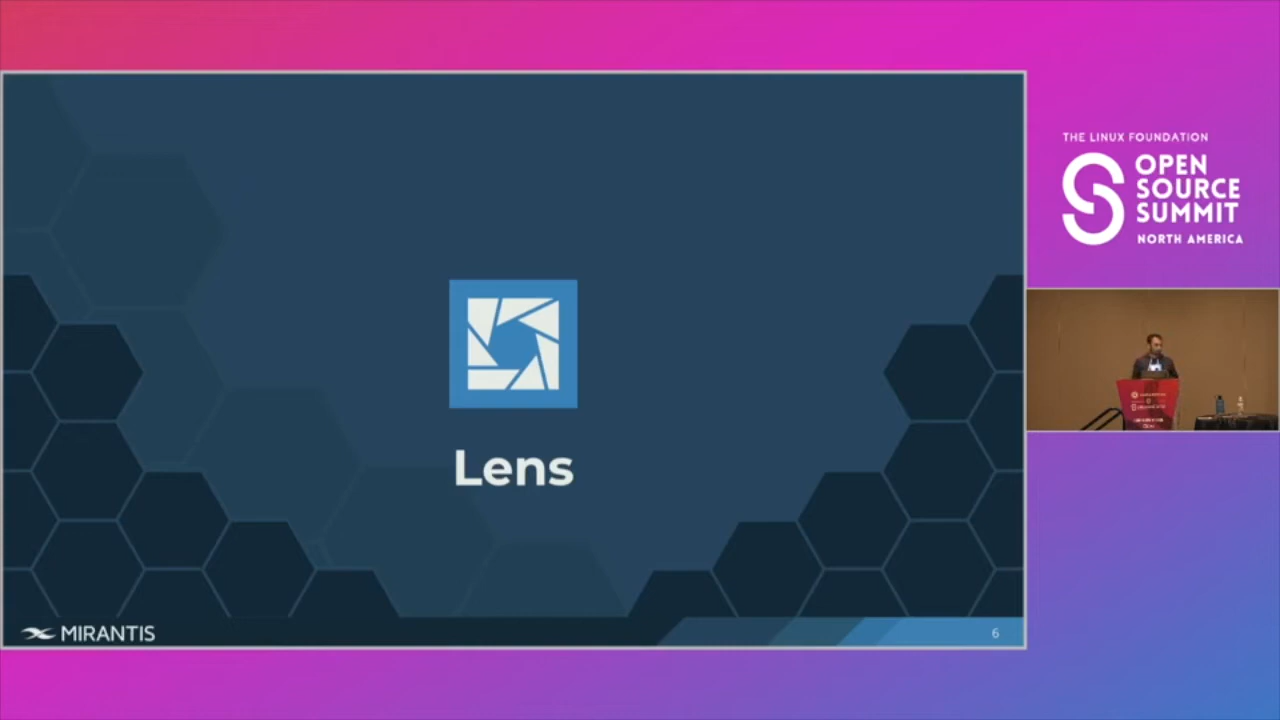 Lens
MIRANTIS
6
THE LINUX FOUNDATION
OPEN
SOURCE
SUMMIT
NORTH AMERICA